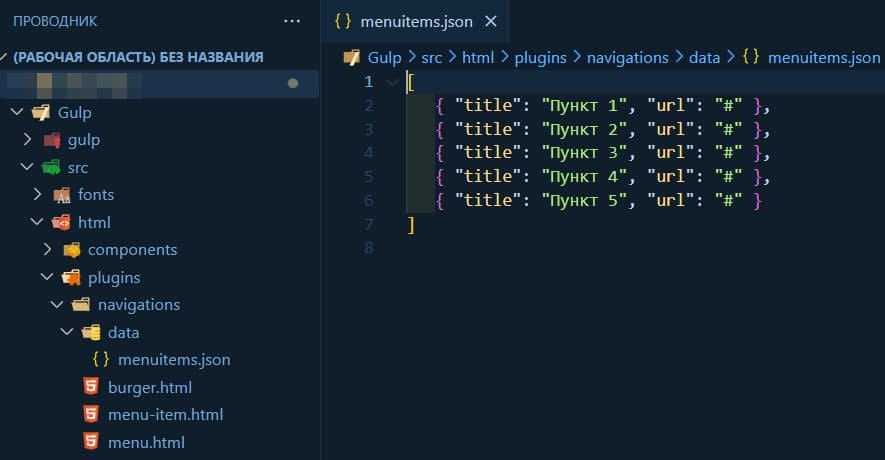 ПРОВОДНИК ...
(РАБОЧАЯ ОБЛАСТЬ) БЕЗ НАЗВАНИЯ
Gulp
gulp
src
fonts
html
components
plugins
navigations
data
{ } menuitems.json
burger.html
menu-item.html
menu.html
{ } menuitems.json ×
Gulp > src > html > plugins > navigations > data > { } menuitems.json
1 [
2 { "title": "Пункт 1", "url": "#" },
3 { "title": "Пункт 2", "url": "#" },
4 { "title": "Пункт 3", "url": "#" },
5 { "title": "Пункт 4", "url": "#" },
6 { "title": "Пункт 5", "url": "#" }
7 ]
8